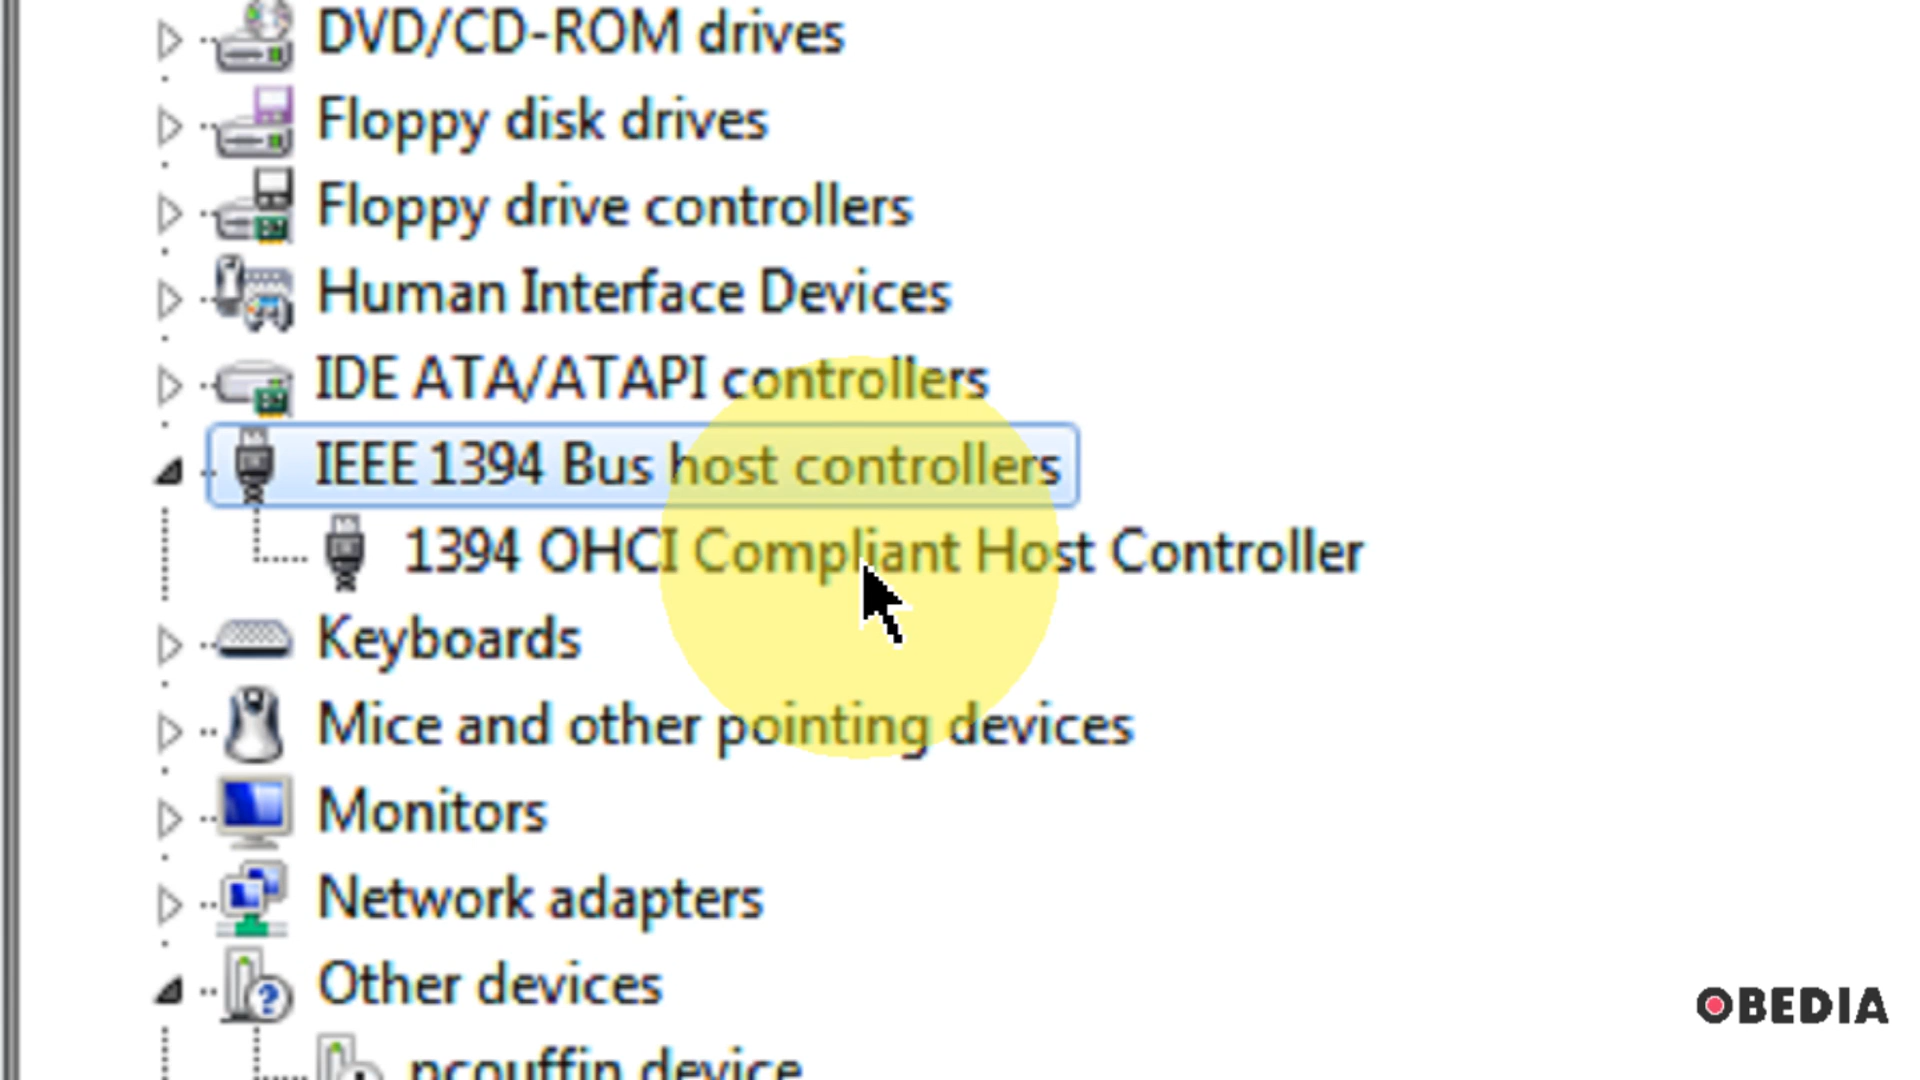 DVD/CD-ROM drives
Floppy disk drives
Floppy drive controllers
Human Interface Devices
IDE ATA/ATAPI controllers
IEEE 1394 Bus host controllers
1394 OHCI Compliant Host Controller
Keyboards
Mice and other pointing devices
Monitors
Network adapters
Other devices
OBEDIA
pcouffin device